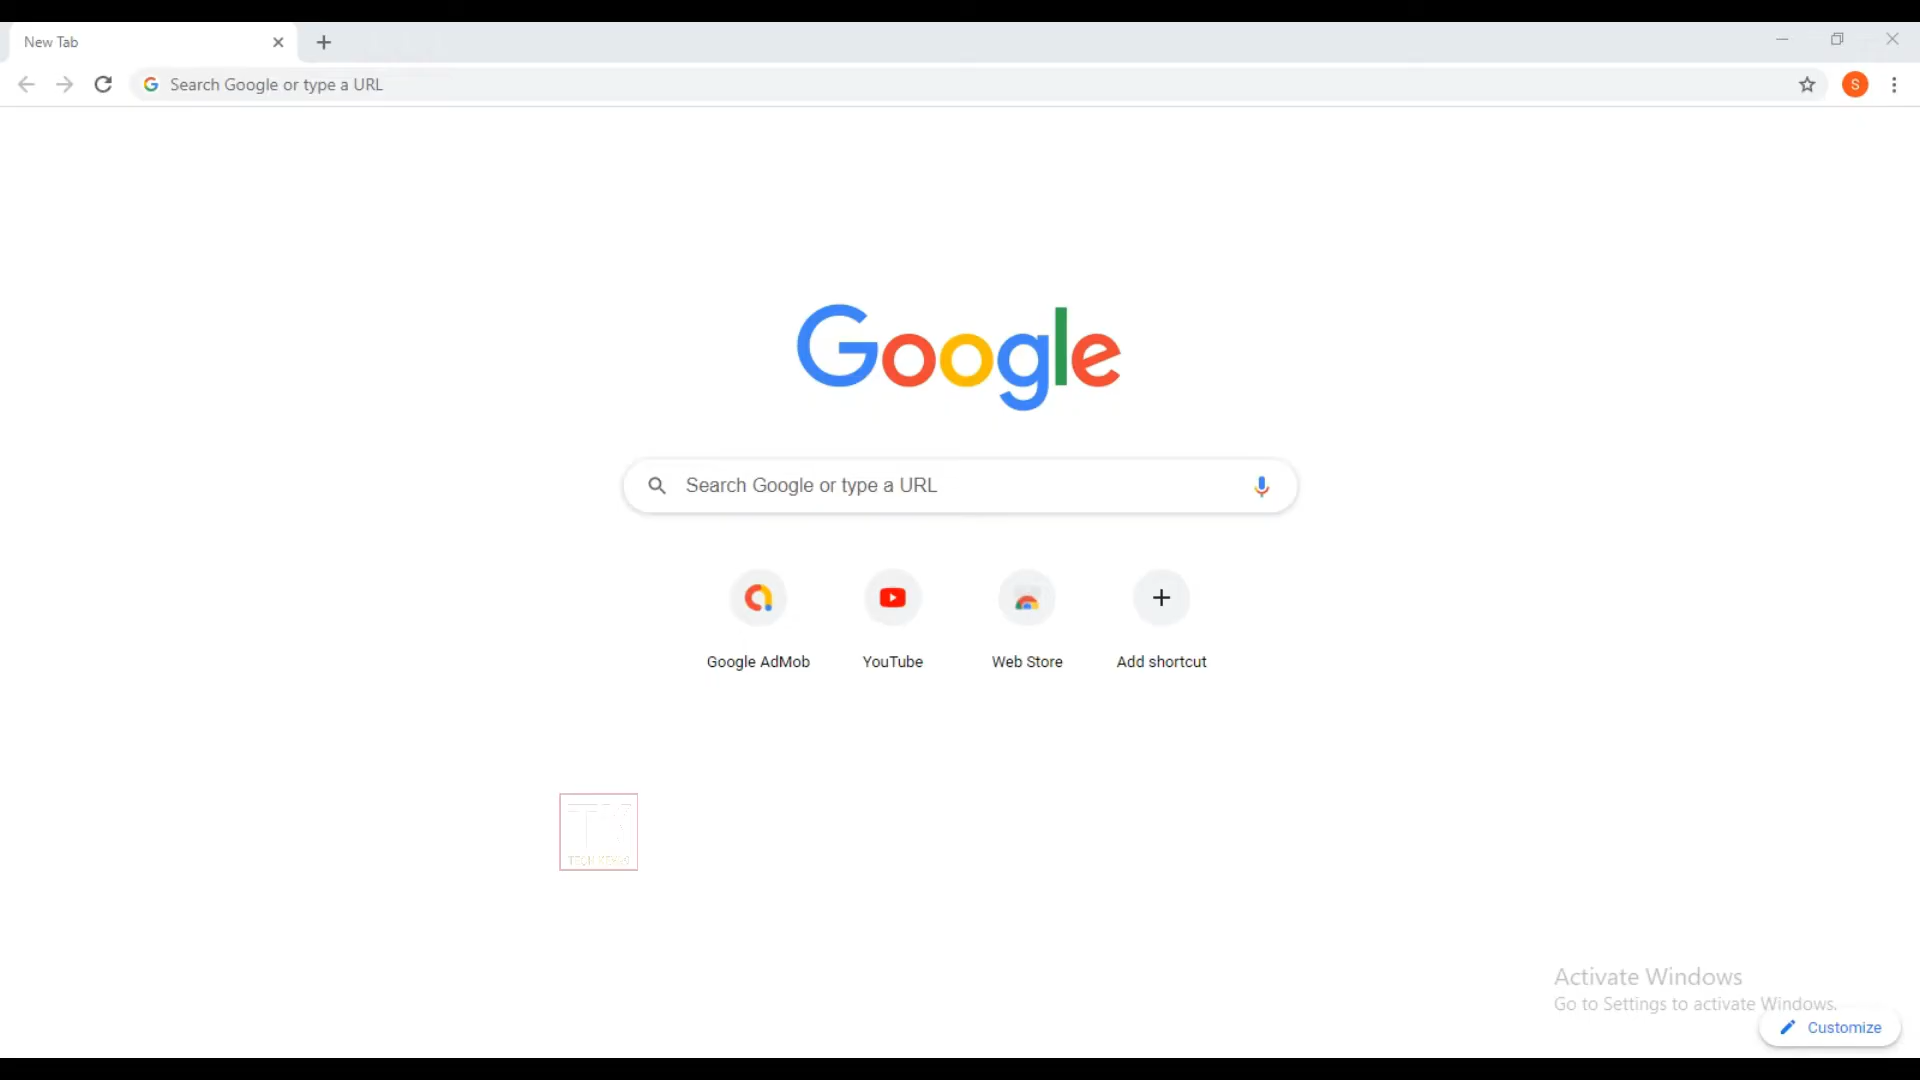 New Tab
Search Google or type a URL
S
Google
Search Google or type a URL
Google AdMob
YouTube
Web Store
Add shortcut
Activate Windows
Go to Settings to activate Windows.
Customize